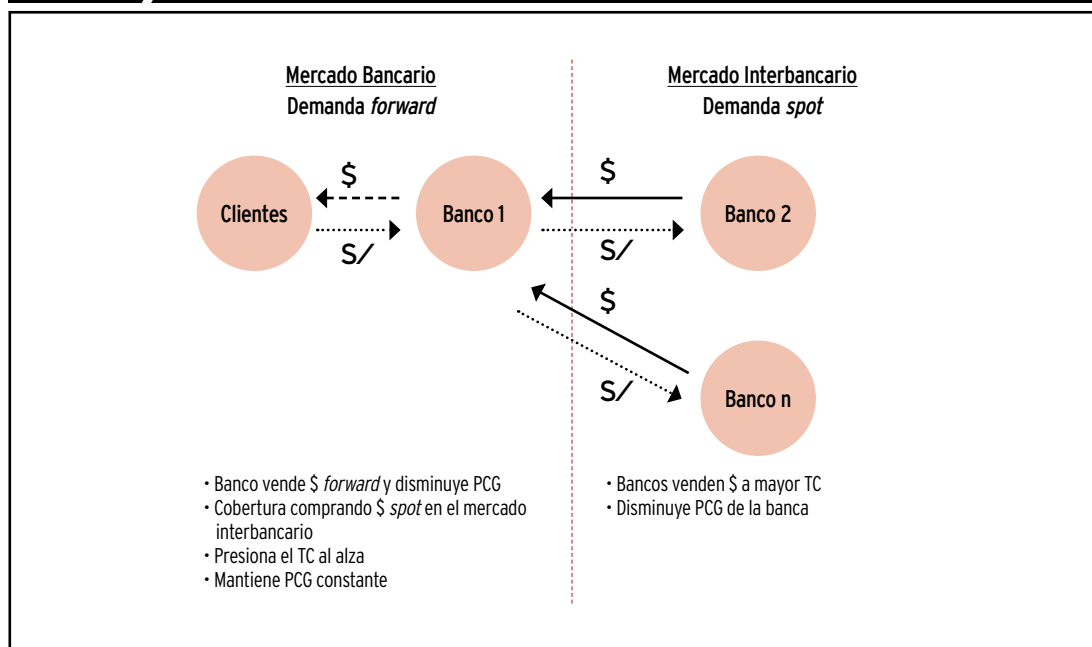 Mercado Bancario
Demanda forward
Mercado Interbancario
Demanda spot
Clientes
$
S/
Banco 1
$
S/
Banco 2
$
S/
Banco n
· Banco vende $ forward y disminuye PCG
· Cobertura comprando $ spot en el mercado
interbancario
· Presiona el TC al alza
· Mantiene PCG constante
· Bancos venden $ a mayor TC
· Disminuye PCG de la banca